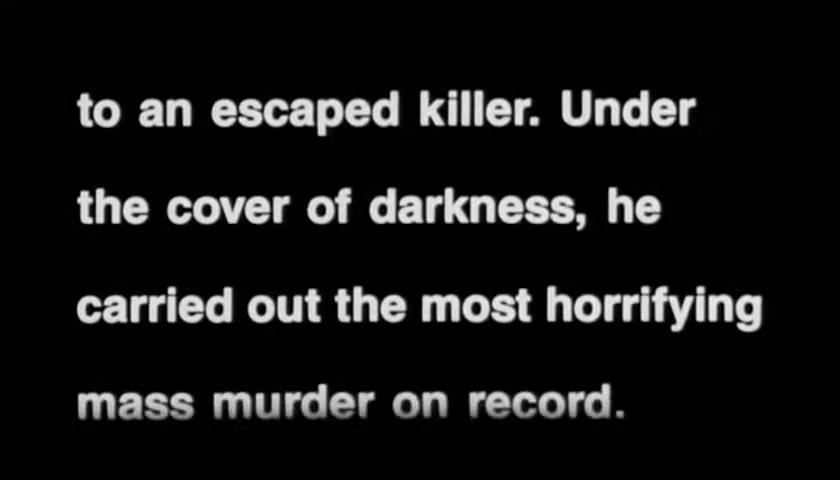 to an escaped killer. Under
the cover of darkness, he
carried out the most horrifying
mass murder on record.